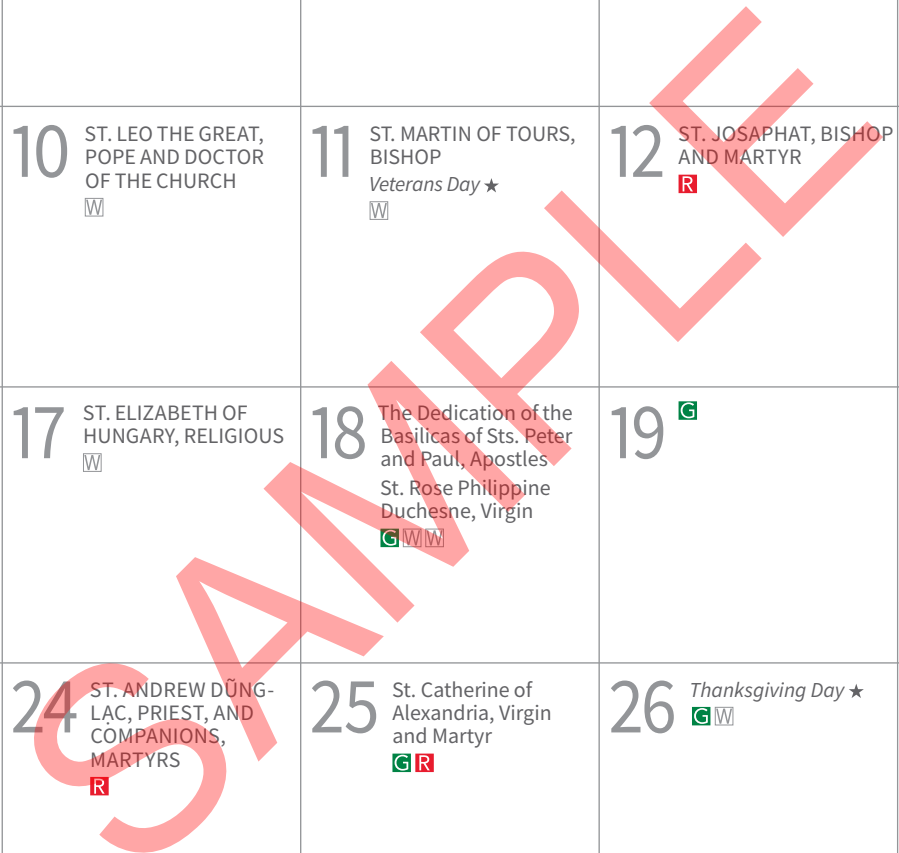 10
ST. LEO THE GREAT,
POPE AND DOCTOR
OF THE CHURCH
W
11
ST. MARTIN OF TOURS,
BISHOP
Veterans Day ★
W
12
ST. JOSAPHAT, BISHOP
AND MARTYR
R
17
ST. ELIZABETH OF
HUNGARY, RELIGIOUS
W
18
The Dedication of the
Basilicas of Sts. Peter
and Paul, Apostles
St. Rose Philippine
Duchesne, Virgin
G W W
19
G
24
ST. ANDREW DŨNG-
LẠC, PRIEST, AND
COMPANIONS,
MARTYRS
R
25
St. Catherine of
Alexandria, Virgin
and Martyr
G R
26
Thanksgiving Day ★
G W
SAMPLE